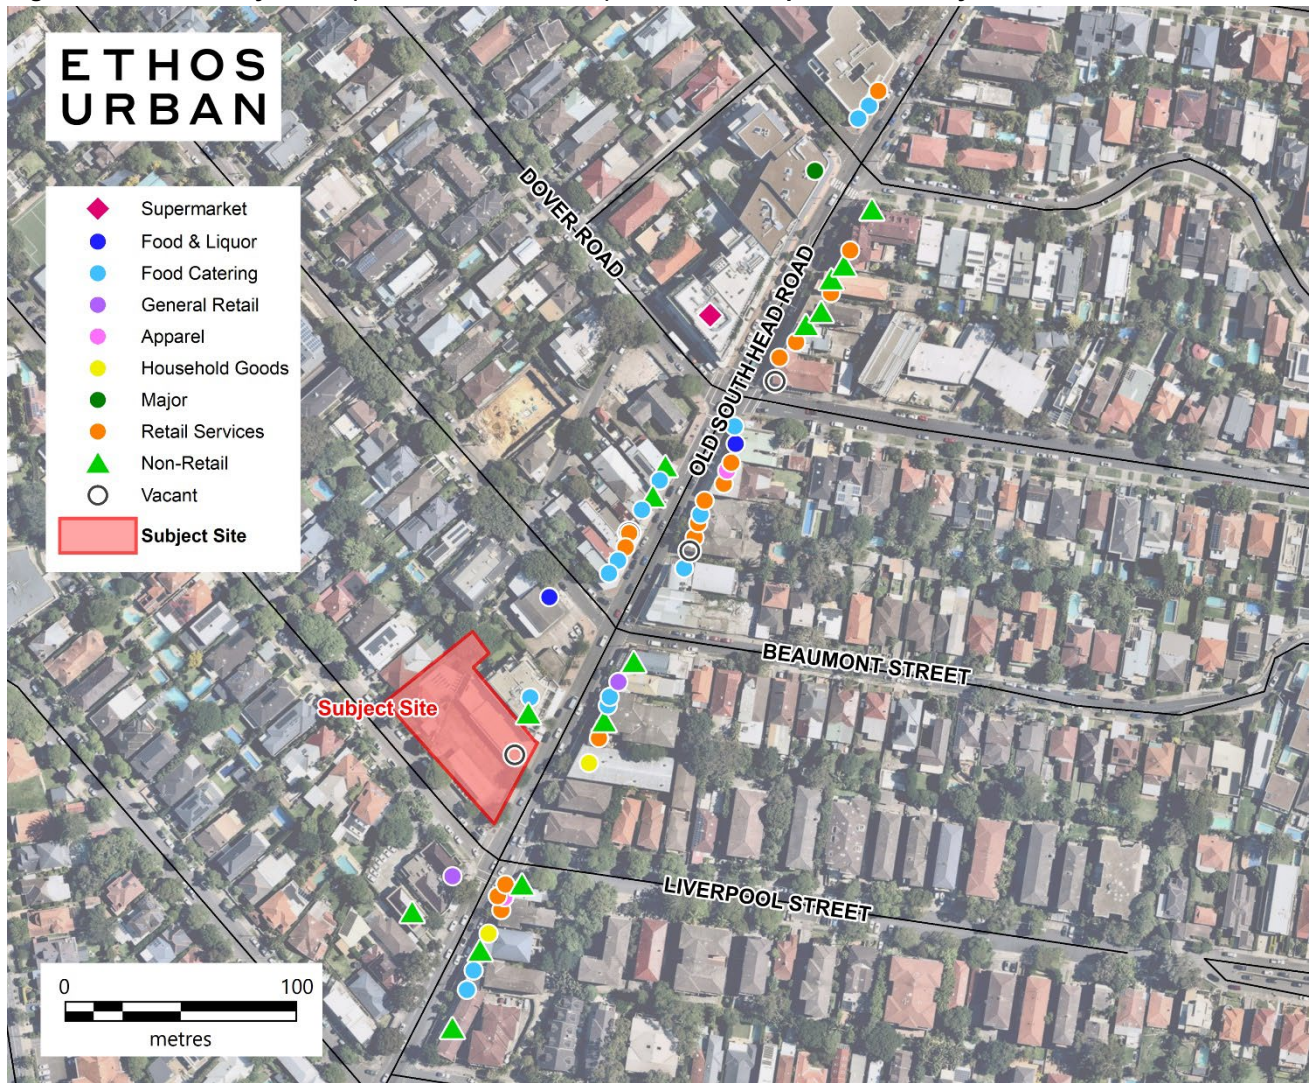 ETHOS
URBAN
Supermarket
Food & Liquor
Food Catering
General Retail
Apparel
Household Goods
Major
Retail Services
Non-Retail
Vacant
Subject Site
DOVER ROAD
OLD SOUTH HEAD ROAD
BEAUMONT STREET
Subject Site
LIVERPOOL STREET
0 100
metres